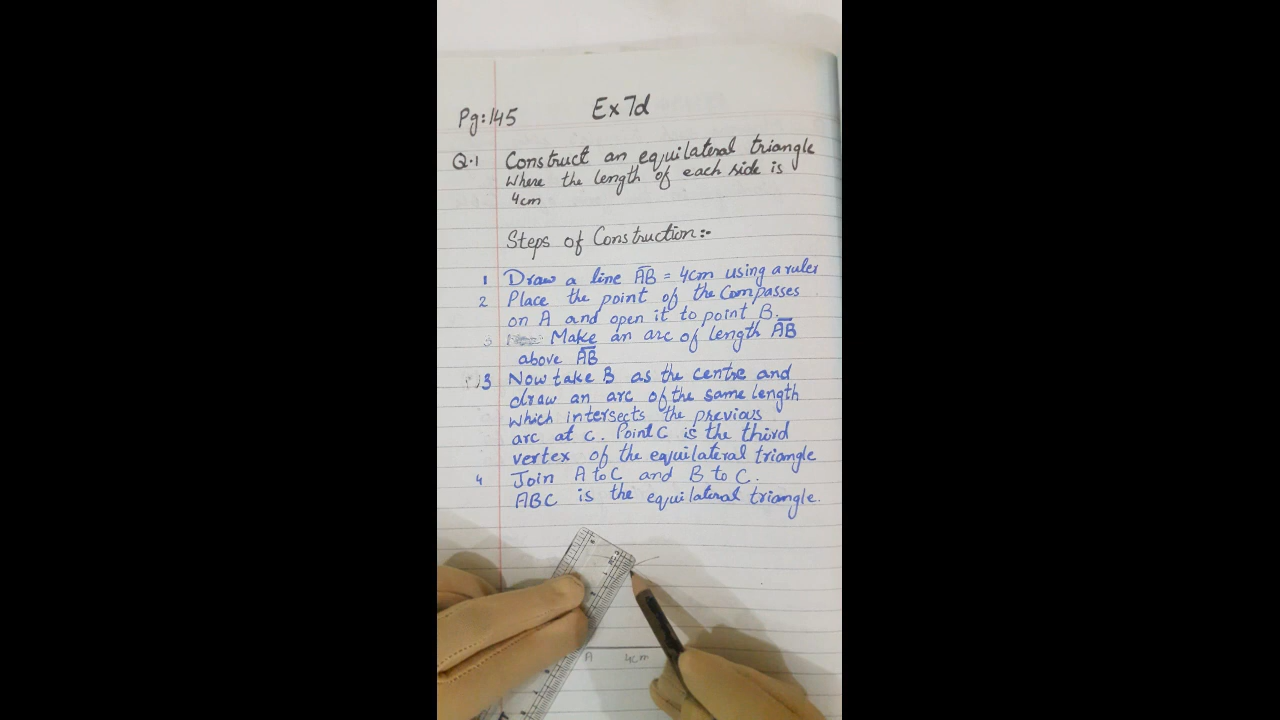 Pg:145 Ex 7d
Q.1 Construct an equilateral triangle
where the length of each side is
4cm
Steps of Construction:-
1 Draw a line A̅B̅ = 4cm using a ruler
2 Place the point of the Compasses
on A and open it to point B.
Make an arc of length A̅B̅
above A̅B̅
3 Now take B as the centre and
draw an arc of the same length
which intersects the previous
arc at C. Point C is the third
vertex of the equilateral triangle
4 Join A to C and B to C.
ABC is the equilateral triangle.
A 4cm